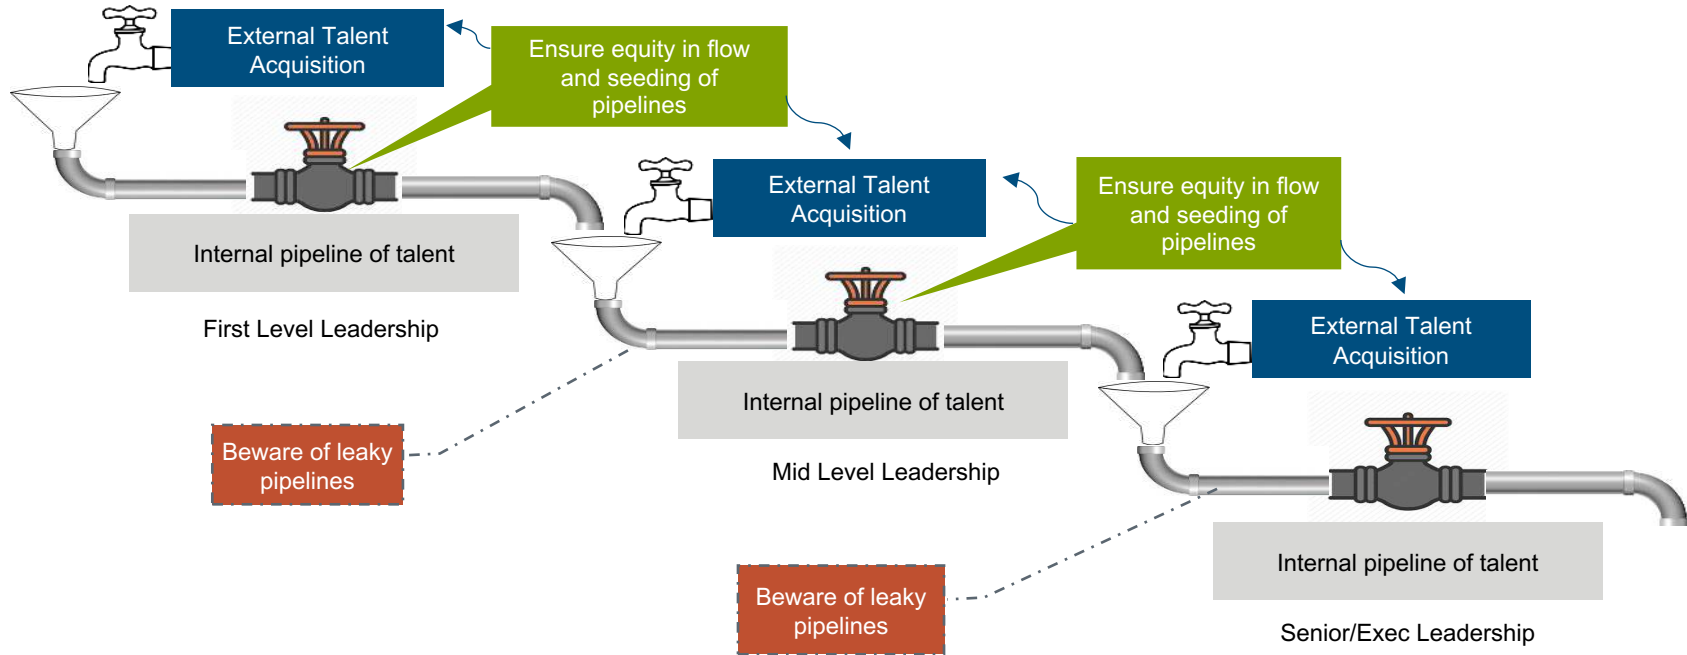 External Talent
Acquisition
Ensure equity in flow
and seeding of
pipelines
Internal pipeline of talent
First Level Leadership
External Talent
Acquisition
Ensure equity in flow
and seeding of
pipelines
Internal pipeline of talent
Mid Level Leadership
Beware of leaky
pipelines
External Talent
Acquisition
Internal pipeline of talent
Senior/Exec Leadership
Beware of leaky
pipelines